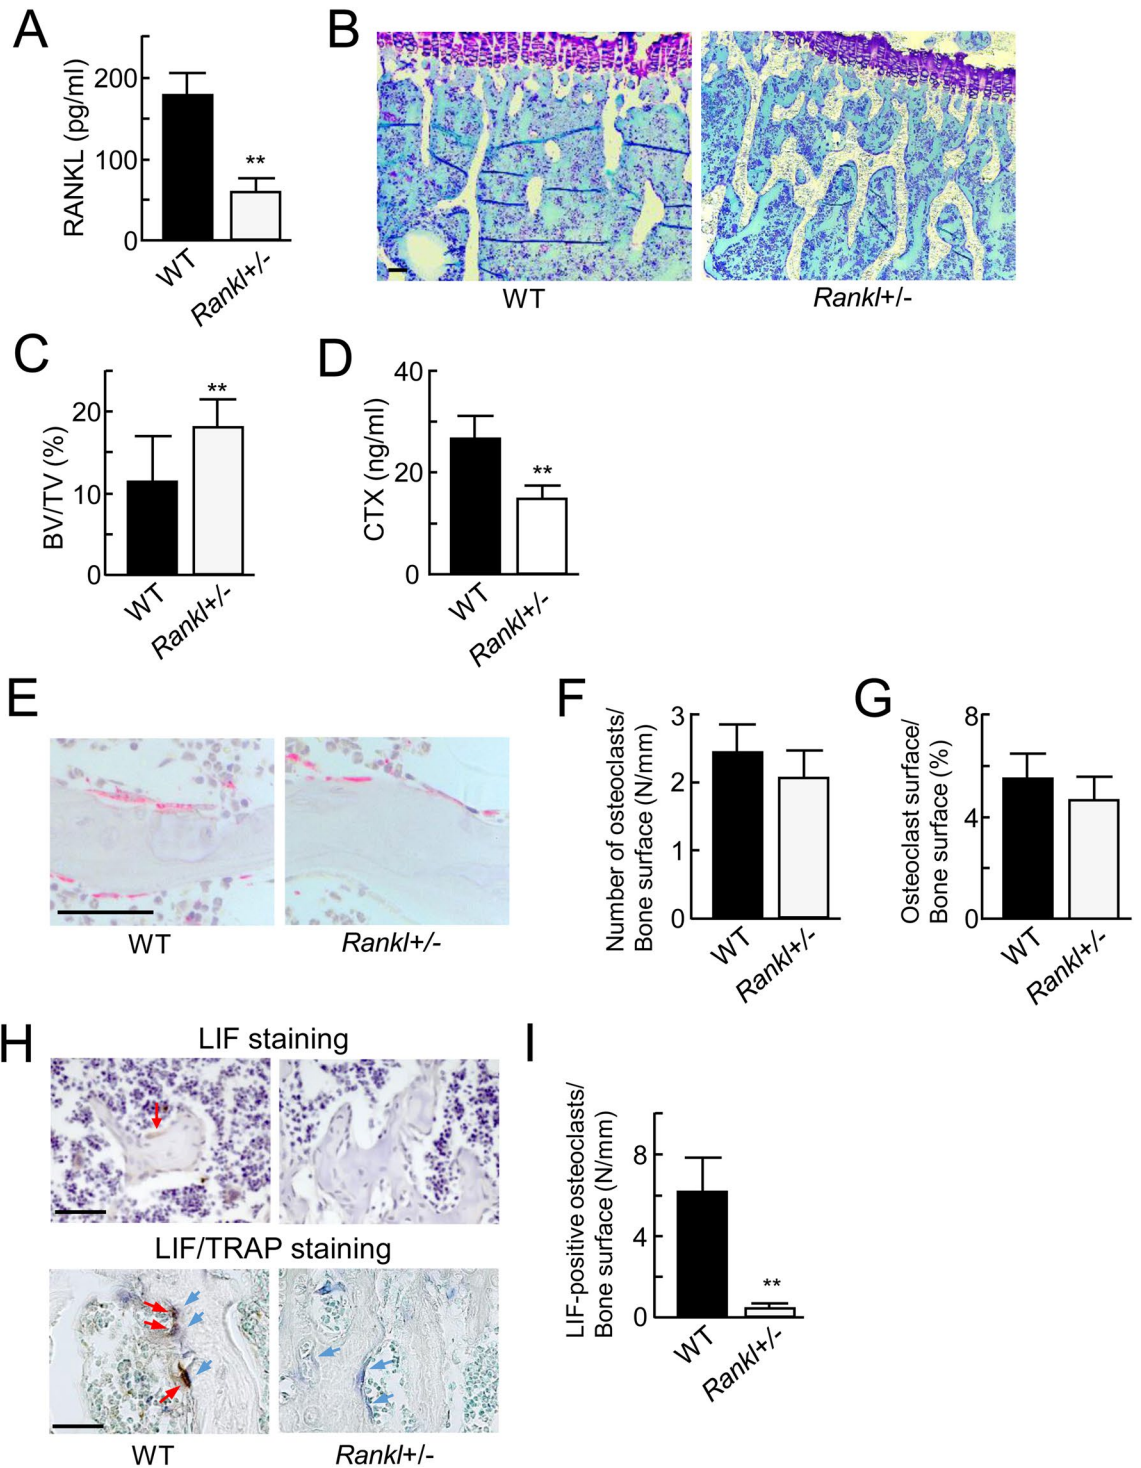 A
RANKL (pg/ml)
200
100
0
**
WT
Rankl+/-
B
WT
Rankl+/-
C
BV/TV (%)
20
10
0
**
WT
Rankl+/-
D
CTX (ng/ml)
40
20
0
**
WT
Rankl+/-
E
WT
Rankl+/-
F
Number of osteoclasts/
Bone surface (N/mm)
3
2
1
0
WT
Rankl+/-
G
Osteoclast surface/
Bone surface (%)
8
4
0
WT
Rankl+/-
H
LIF staining
LIF/TRAP staining
WT
Rankl+/-
I
LIF-positive osteoclasts/
Bone surface (N/mm)
8
4
0
**
WT
Rankl+/-